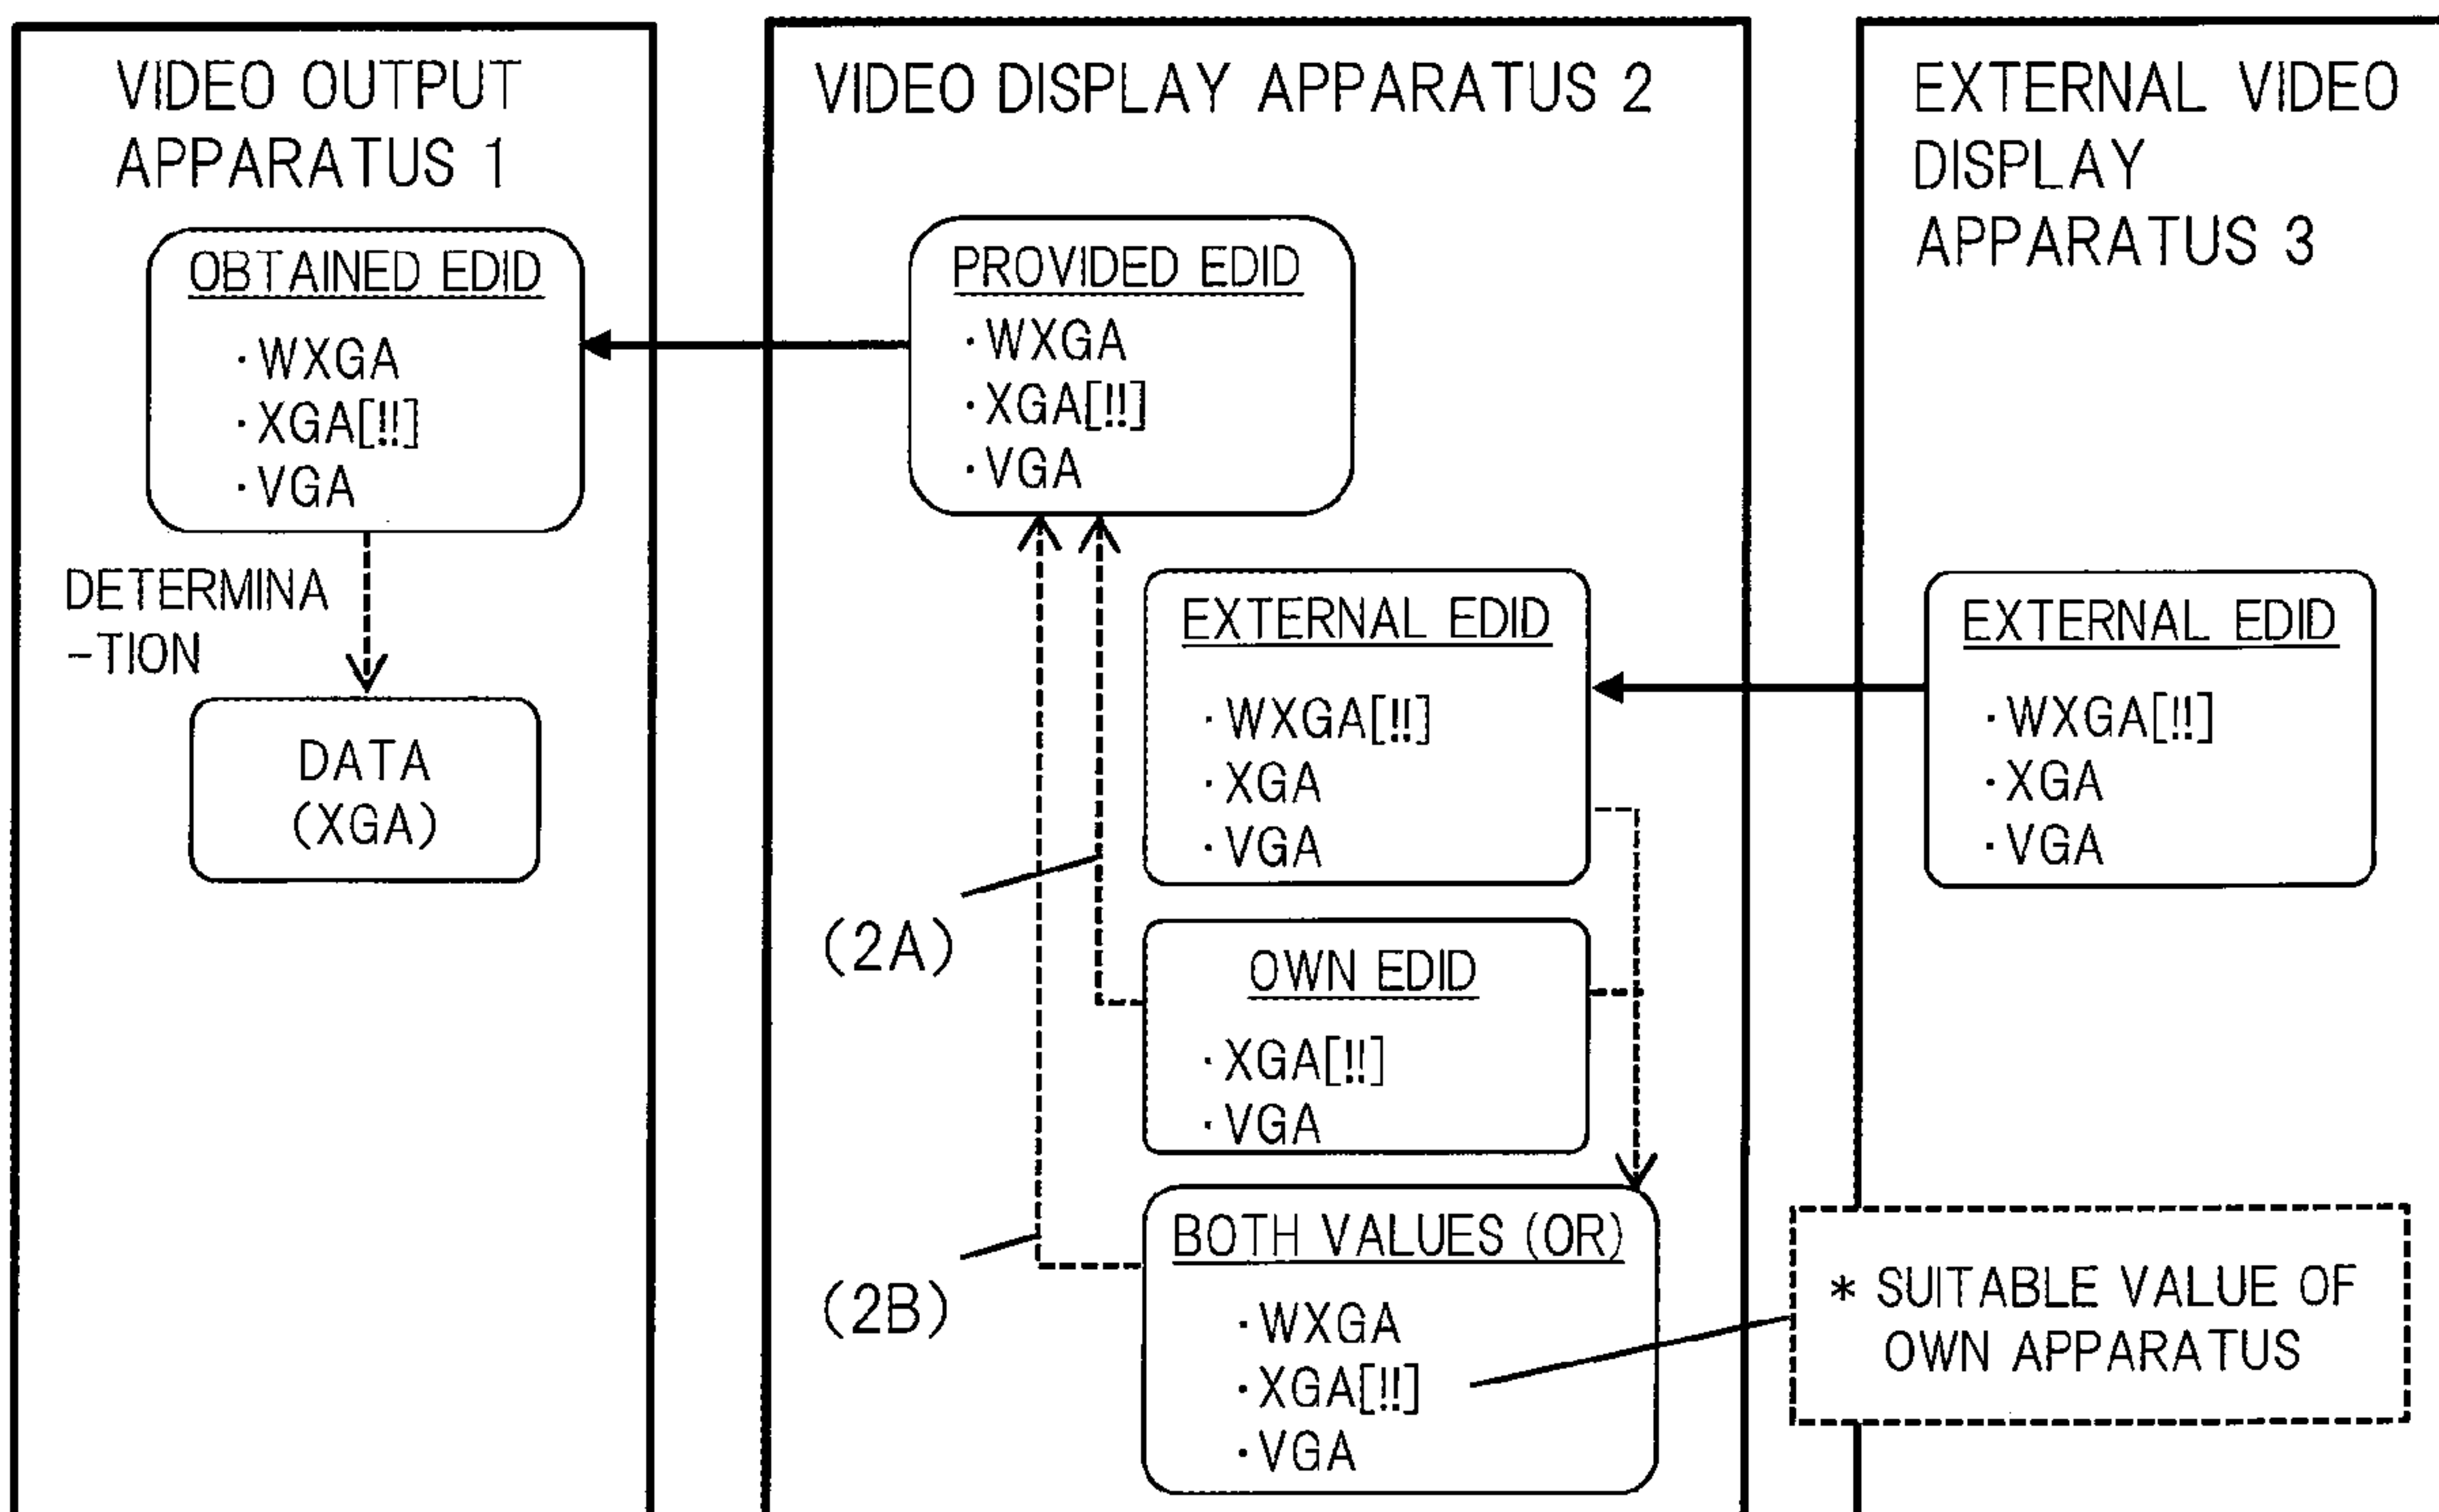 VIDEO OUTPUT
APPARATUS 1
OBTAINED EDID
·WXGA
·XGA[!!]
·VGA
DETERMINA
-TION
DATA
(XGA)
VIDEO DISPLAY APPARATUS 2
PROVIDED EDID
·WXGA
·XGA[!!]
·VGA
EXTERNAL EDID
·WXGA[!!]
·XGA
·VGA
(2A)
OWN EDID
·XGA[!!]
·VGA
(2B)
BOTH VALUES (OR)
·WXGA
·XGA[!!]
·VGA
EXTERNAL VIDEO
DISPLAY
APPARATUS 3
EXTERNAL EDID
·WXGA[!!]
·XGA
·VGA
* SUITABLE VALUE OF
OWN APPARATUS